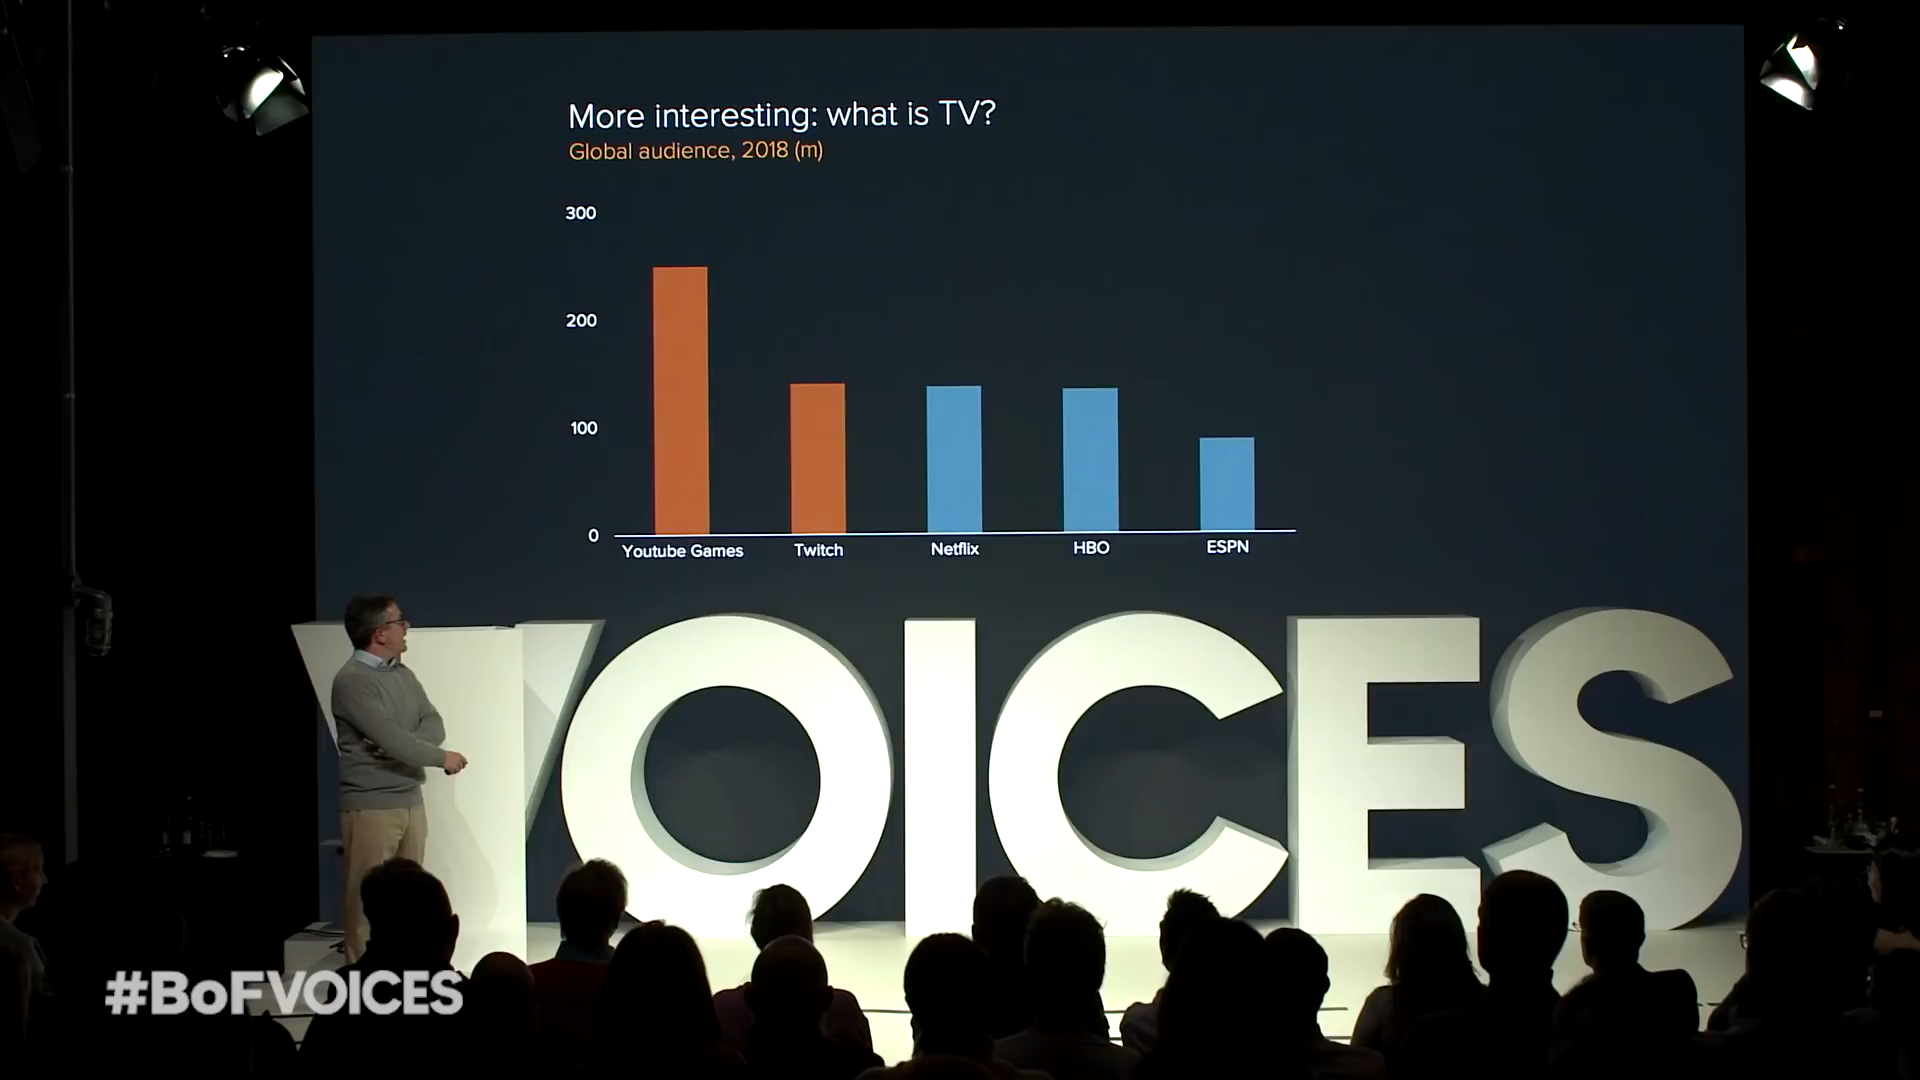 More interesting: what is TV?
Global audience, 2018 (m)
300
200
100
0
Youtube Games Twitch Netflix HBO ESPN
VOICES
#BoFVOICES